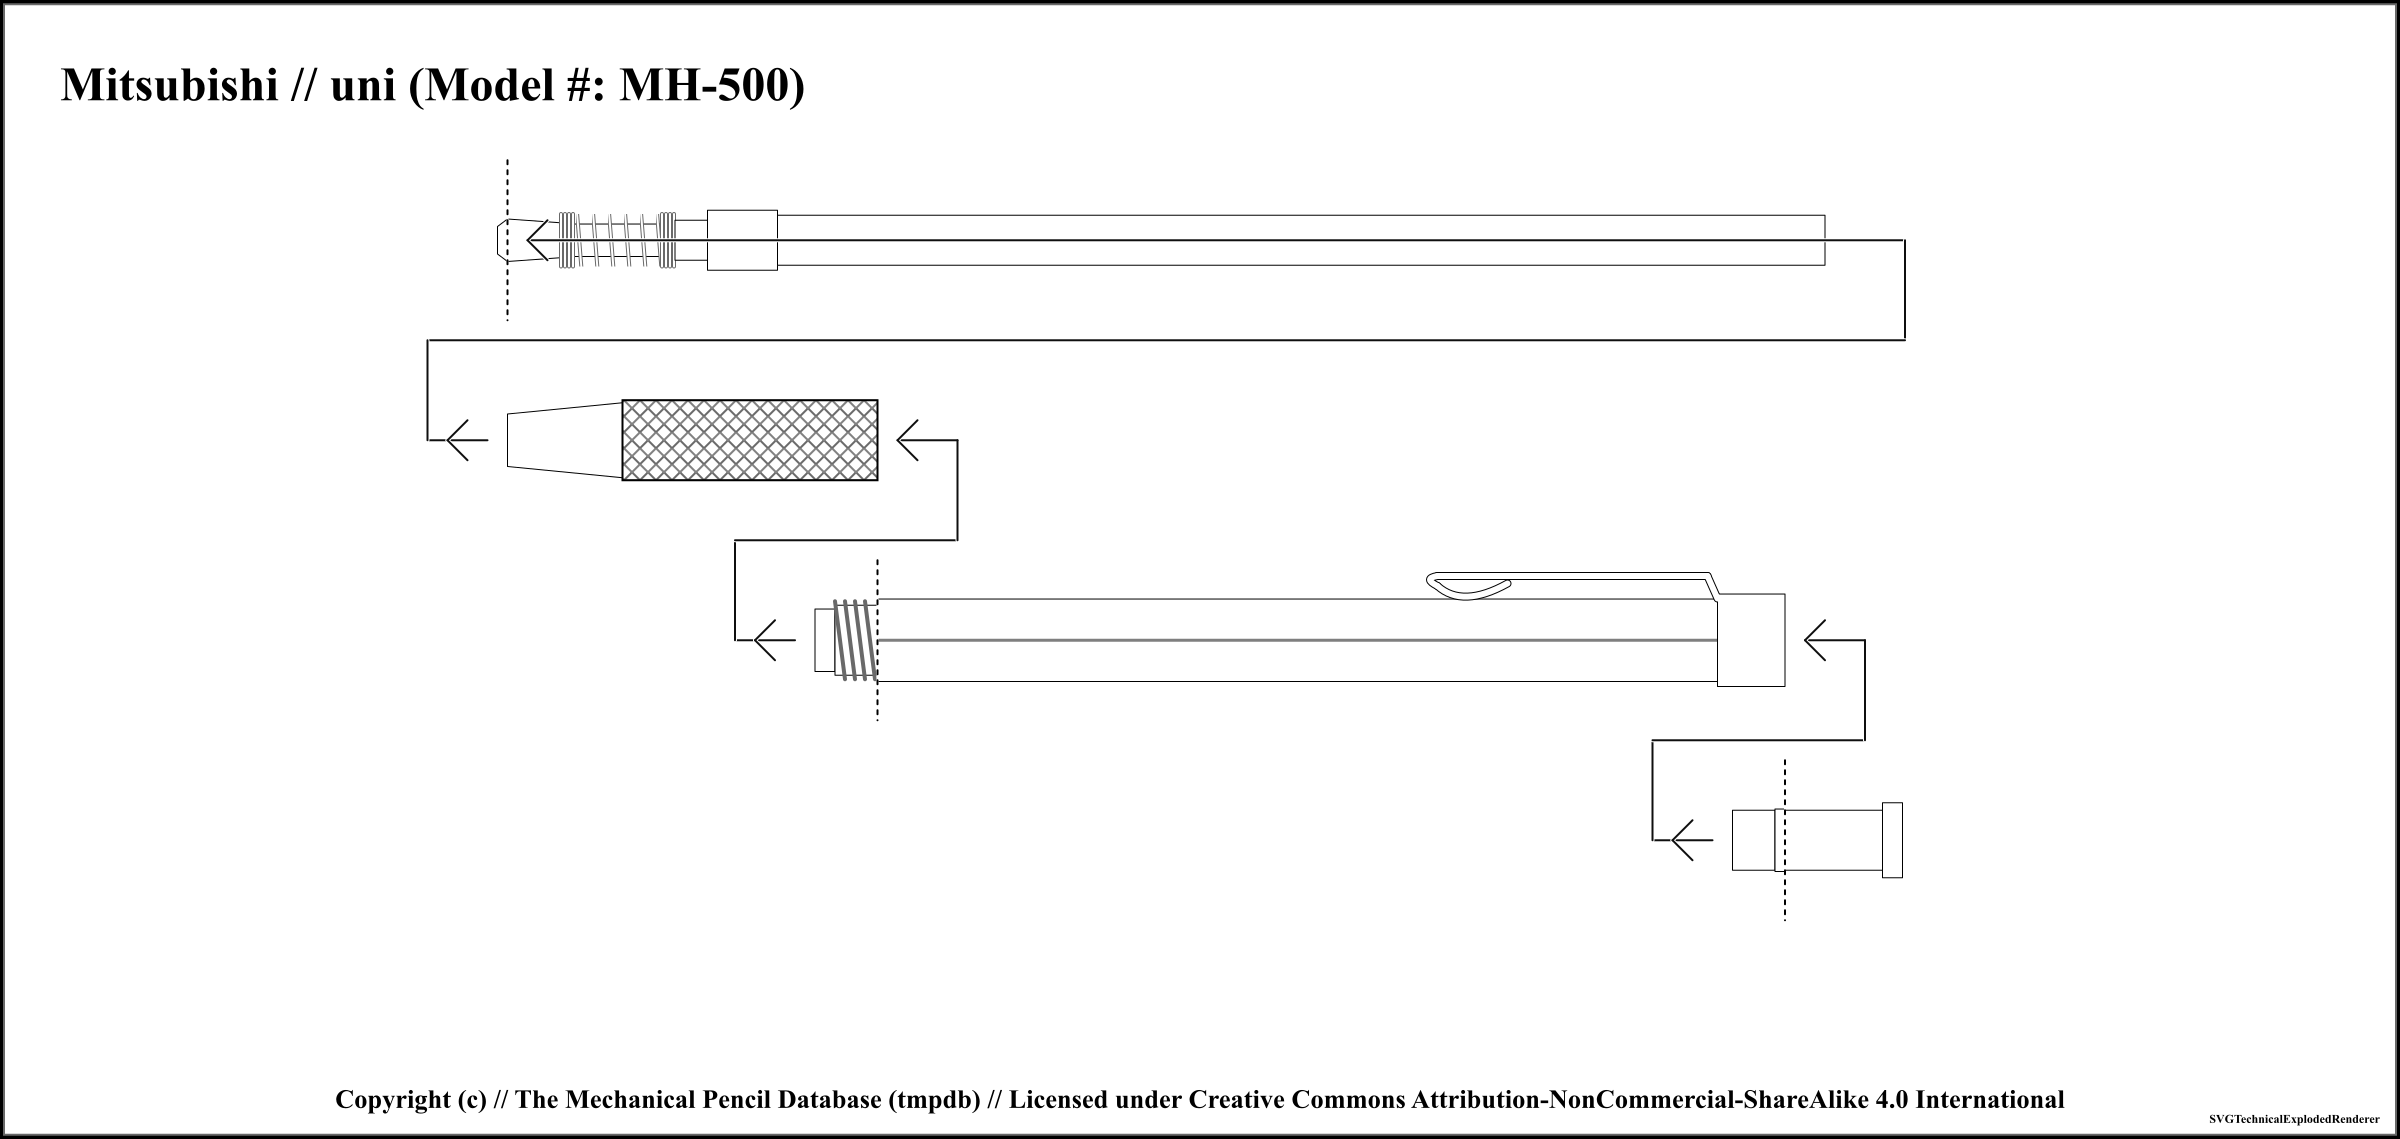 Mitsubishi // uni (Model #: MH-500)
Copyright (c) // The Mechanical Pencil Database (tmpdb) // Licensed under Creative Commons Attribution-NonCommercial-ShareAlike 4.0 International
SVGTechnicalExplodedRenderer